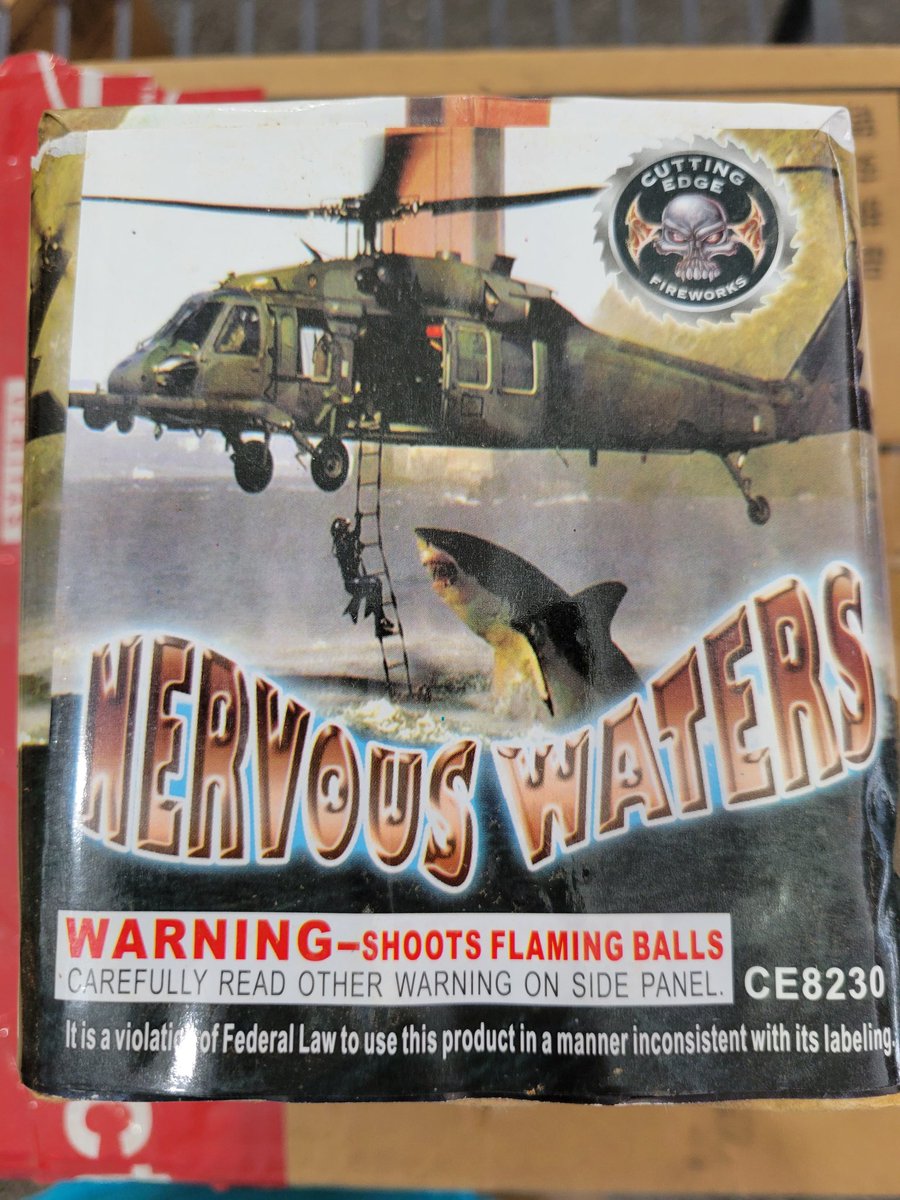 CUTTING
EDGE
FIREWORKS
NERVOUS WATERS
WARNING–SHOOTS FLAMING BALLS
CAREFULLY READ OTHER WARNING ON SIDE PANEL.
CE8230
It is a violation of Federal Law to use this product in a manner inconsistent with its labeling.